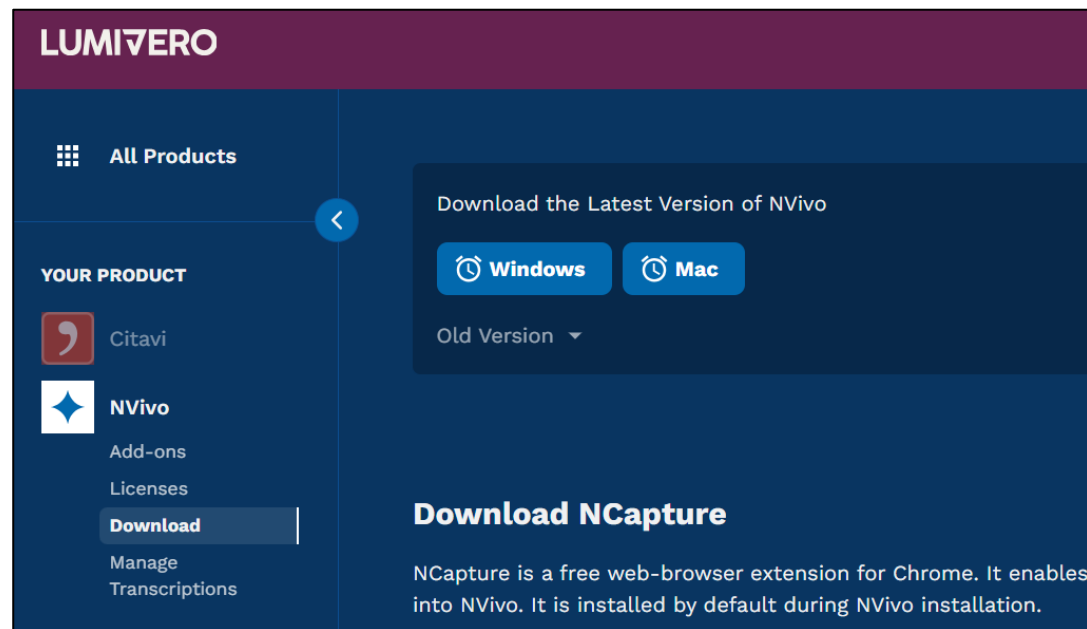 LUMIVERO
All Products
YOUR PRODUCT
Citavi
NVivo
Add-ons
Licenses
Download
Manage
Transcriptions
Download the Latest Version of NVivo
Windows
Mac
Old Version
Download NCapture
NCapture is a free web-browser extension for Chrome. It enables
into NVivo. It is installed by default during NVivo installation.